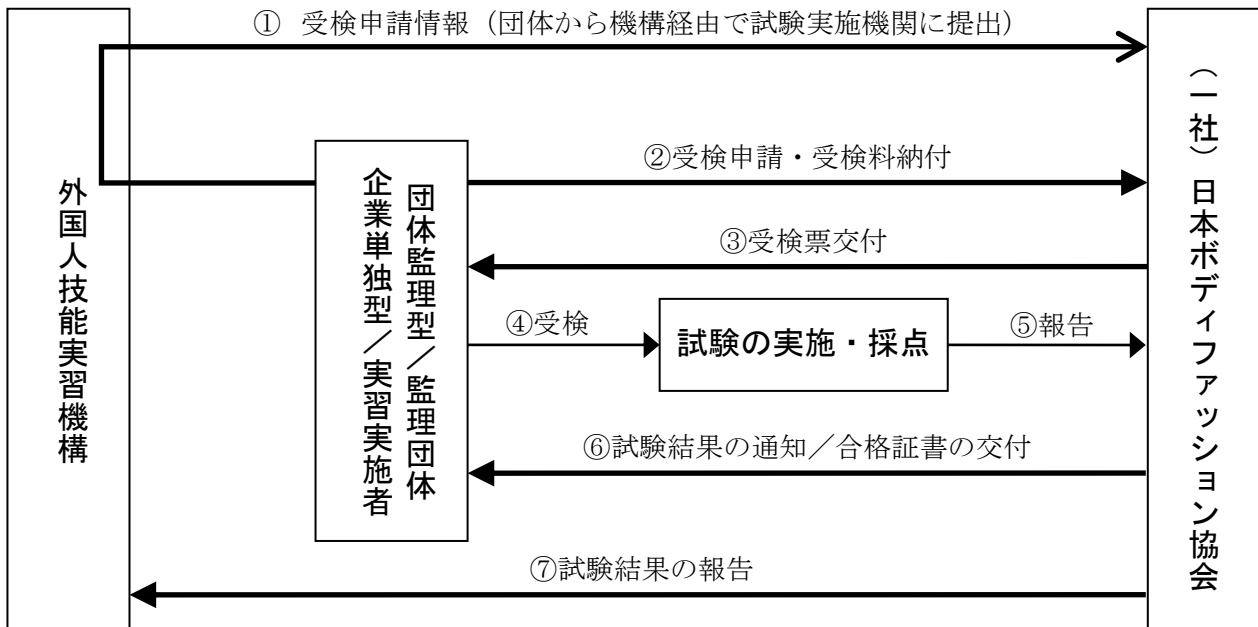 ① 受検申請情報（団体から機構経由で試験実施機関に提出）
外国人技能実習機構
団体監理型／監理団体
企業単独型／実習実施者
②受検申請・受検料納付
③受検票交付
④受検
試験の実施・採点
⑤報告
⑥試験結果の通知／合格証書の交付
⑦試験結果の報告
（一社）日本ボディファッション協会